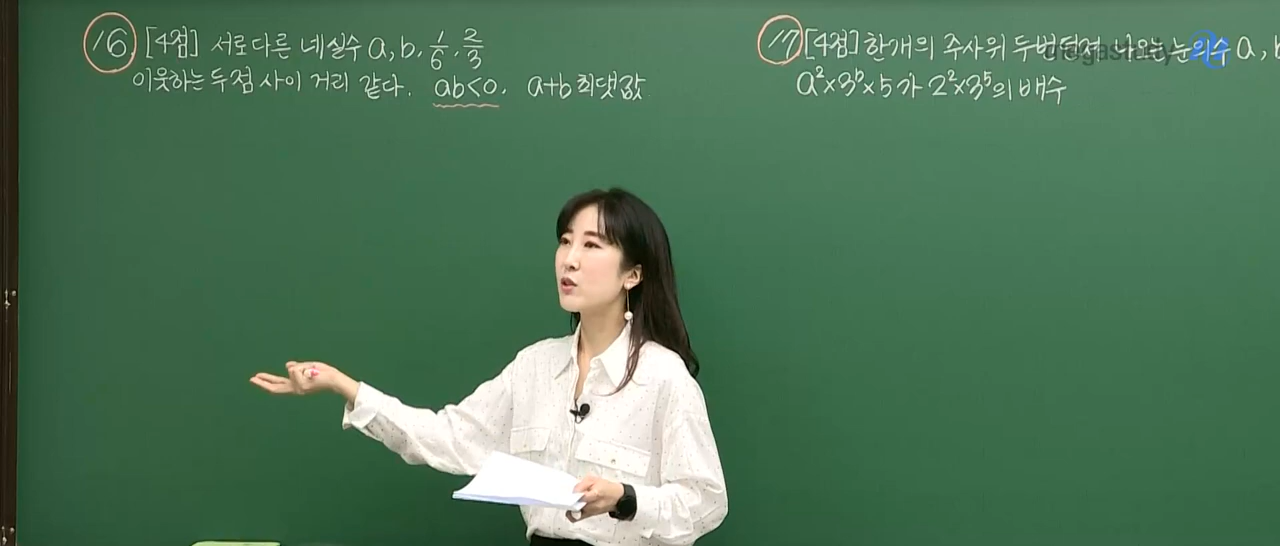 16. [4점] 서로다른 네실수 a, b, 1/6, 2/3
이웃하는 두점 사이 거리 같다. ab<0, a+b 최댓값
17 [4점] 한개의 주사위 두번던져 나오는 눈의수 a, b
a²×3ᵇ×5가 2²×3⁵의 배수
megastudy